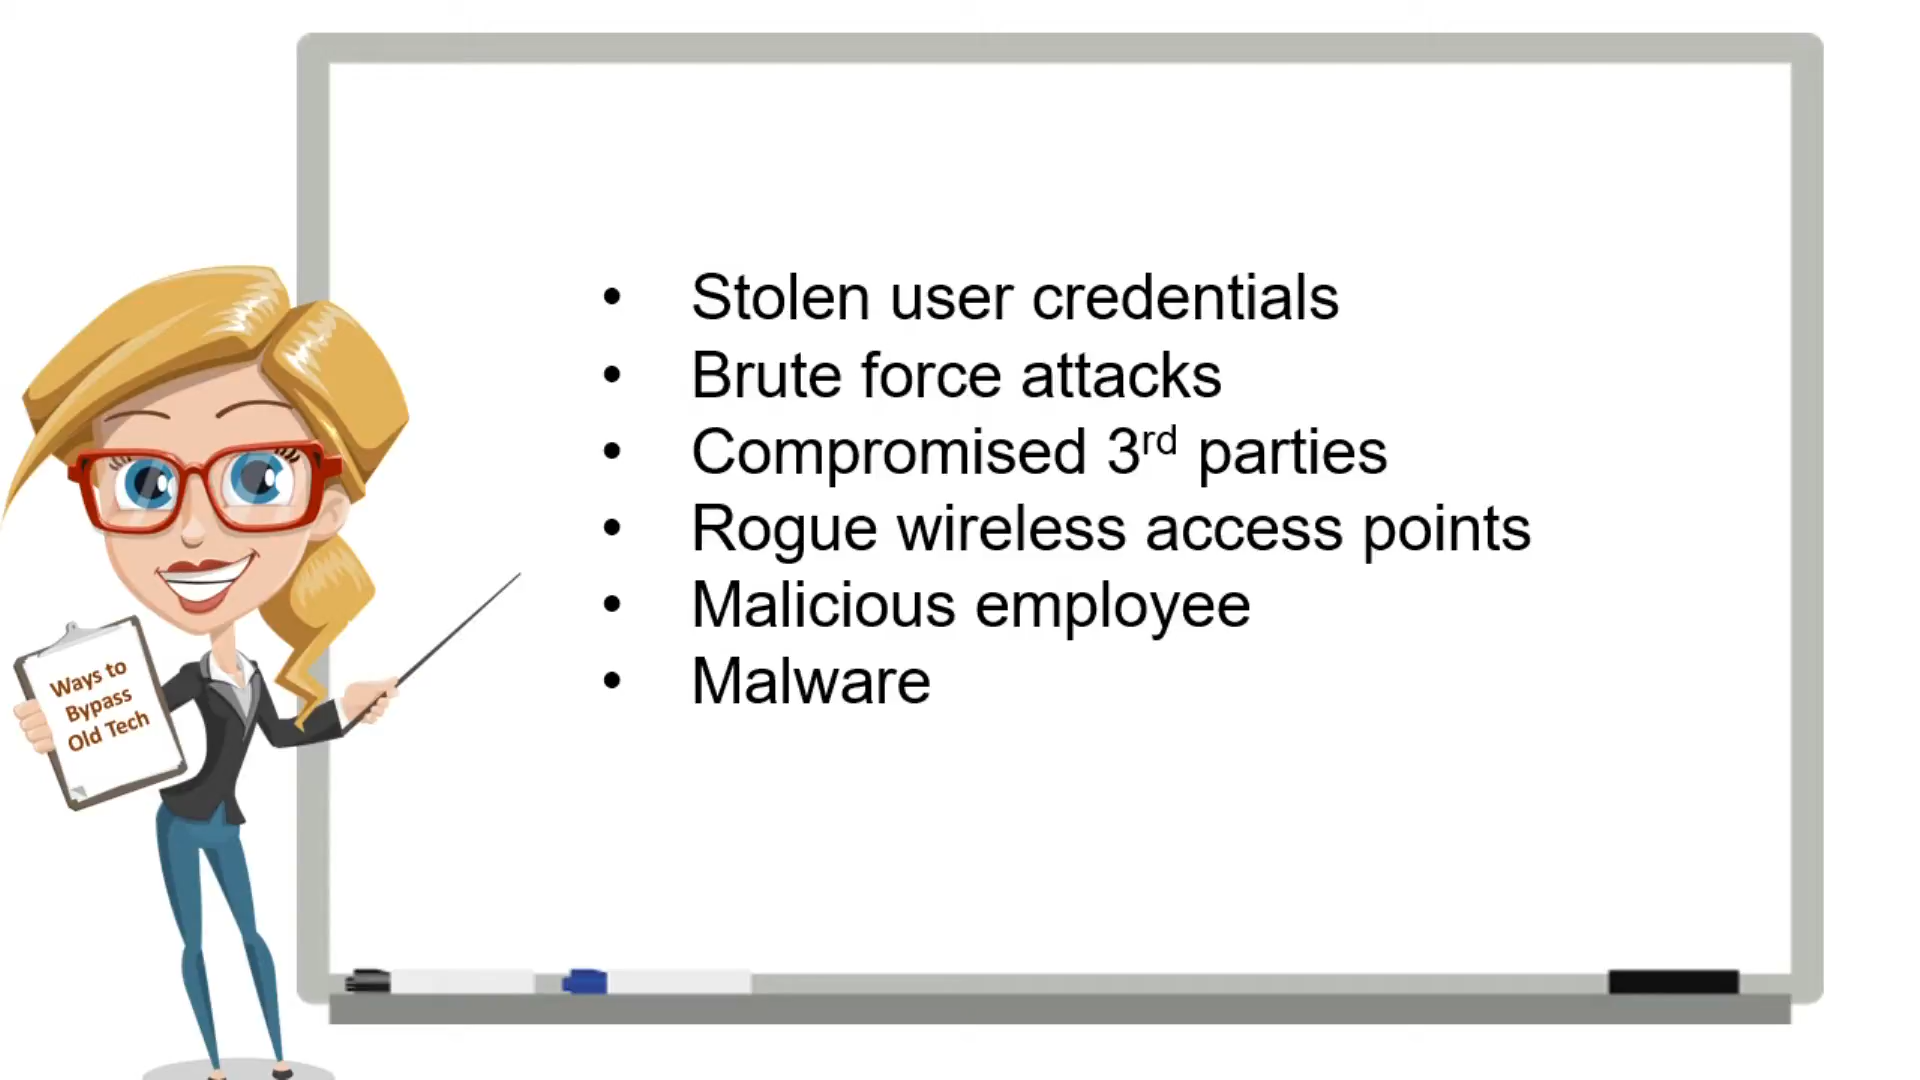 • Stolen user credentials
• Brute force attacks
• Compromised 3rd parties
• Rogue wireless access points
• Malicious employee
• Malware
Ways to
Bypass
Old Tech